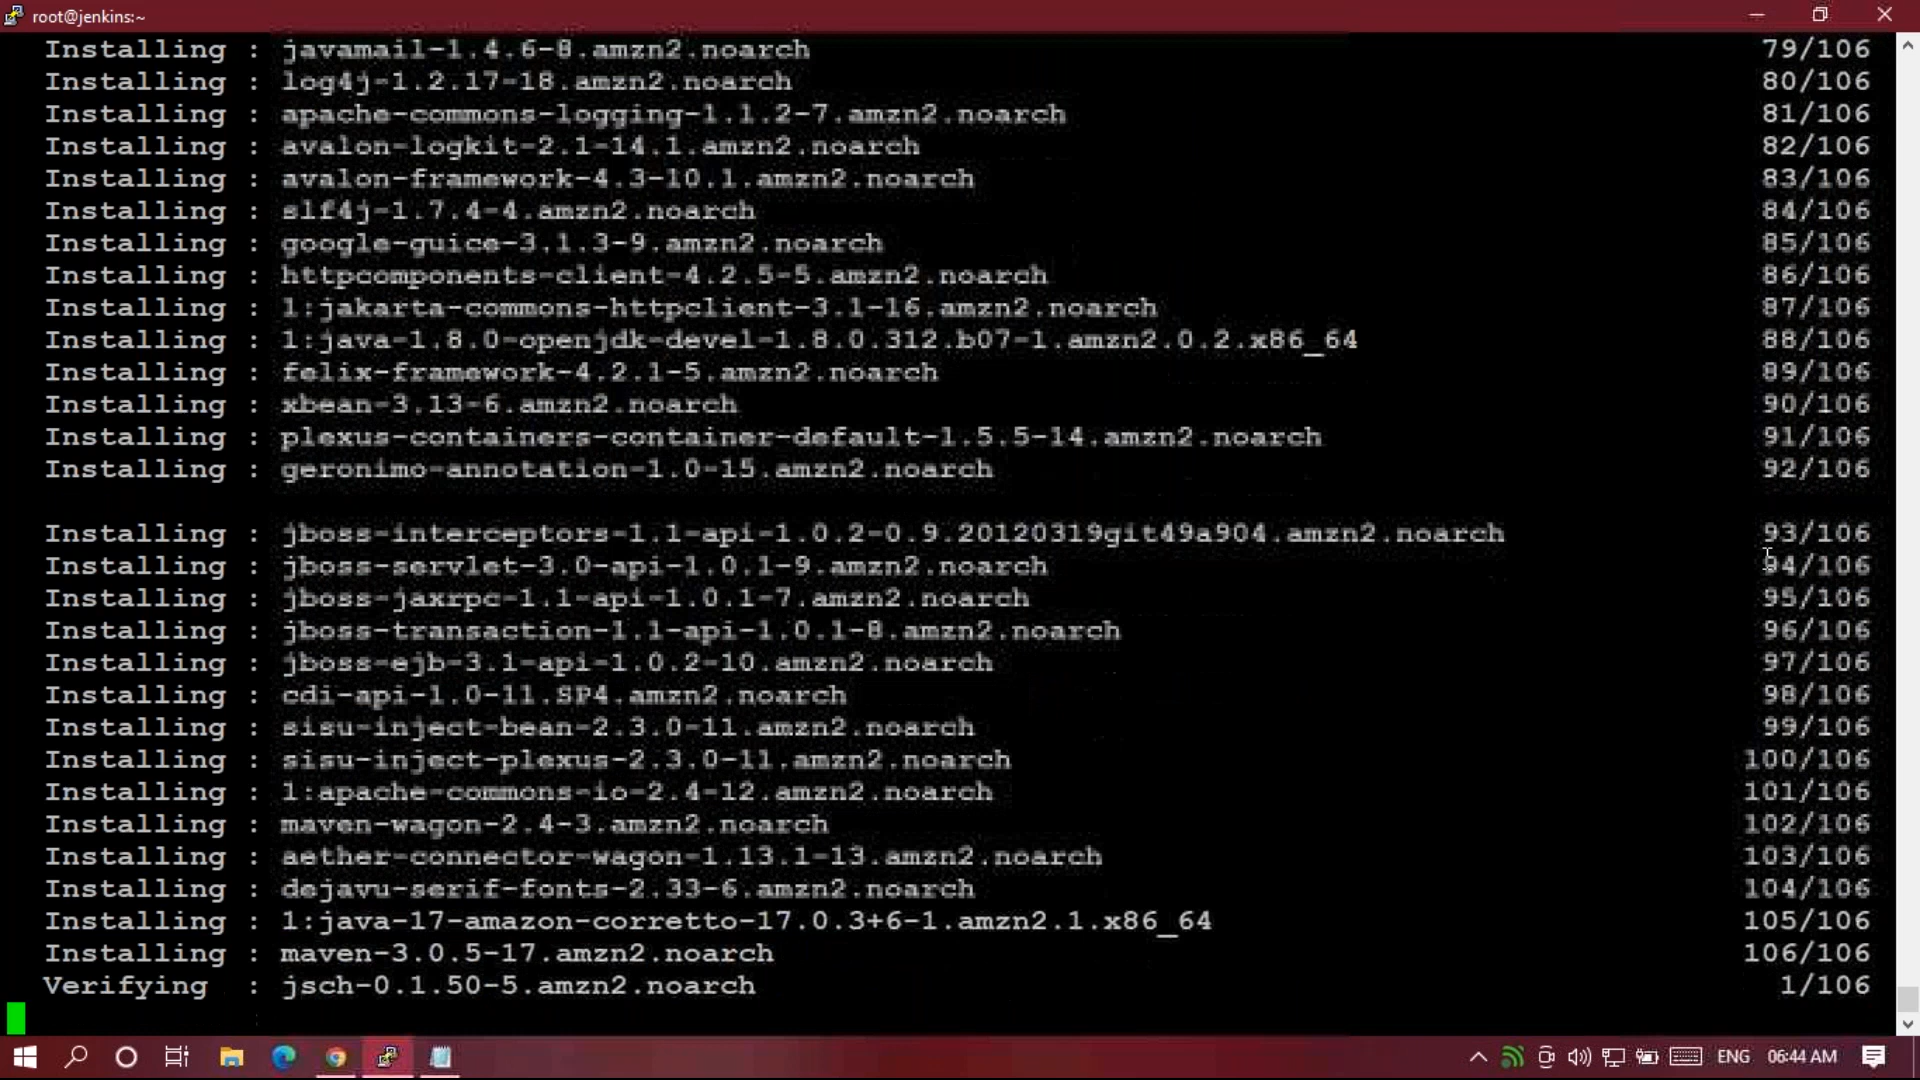 root@jenkins:~
Installing : javamail-1.4.6-8.amzn2.noarch 79/106
Installing : log4j-1.2.17-18.amzn2.noarch 80/106
Installing : apache-commons-logging-1.1.2-7.amzn2.noarch 81/106
Installing : avalon-logkit-2.1-14.1.amzn2.noarch 82/106
Installing : avalon-framework-4.3-10.1.amzn2.noarch 83/106
Installing : slf4j-1.7.4-4.amzn2.noarch 84/106
Installing : google-guice-3.1.3-9.amzn2.noarch 85/106
Installing : httpcomponents-client-4.2.5-5.amzn2.noarch 86/106
Installing : 1:jakarta-commons-httpclient-3.1-16.amzn2.noarch 87/106
Installing : 1:java-1.8.0-openjdk-devel-1.8.0.312.b07-1.amzn2.0.2.x86_64 88/106
Installing : felix-framework-4.2.1-5.amzn2.noarch 89/106
Installing : xbean-3.13-6.amzn2.noarch 90/106
Installing : plexus-containers-container-default-1.5.5-14.amzn2.noarch 91/106
Installing : geronimo-annotation-1.0-15.amzn2.noarch 92/106
Installing : jboss-interceptors-1.1-api-1.0.2-0.9.20120319git49a904.amzn2.noarch 93/106
Installing : jboss-servlet-3.0-api-1.0.1-9.amzn2.noarch 94/106
Installing : jboss-jaxrpc-1.1-api-1.0.1-7.amzn2.noarch 95/106
Installing : jboss-transaction-1.1-api-1.0.1-8.amzn2.noarch 96/106
Installing : jboss-ejb-3.1-api-1.0.2-10.amzn2.noarch 97/106
Installing : cdi-api-1.0-11.SP4.amzn2.noarch 98/106
Installing : sisu-inject-bean-2.3.0-11.amzn2.noarch 99/106
Installing : sisu-inject-plexus-2.3.0-11.amzn2.noarch 100/106
Installing : 1:apache-commons-io-2.4-12.amzn2.noarch 101/106
Installing : maven-wagon-2.4-3.amzn2.noarch 102/106
Installing : aether-connector-wagon-1.13.1-13.amzn2.noarch 103/106
Installing : dejavu-serif-fonts-2.33-6.amzn2.noarch 104/106
Installing : 1:java-17-amazon-corretto-17.0.3+6-1.amzn2.1.x86_64 105/106
Installing : maven-3.0.5-17.amzn2.noarch 106/106
Verifying : jsch-0.1.50-5.amzn2.noarch 1/106
ENG 06:44 AM